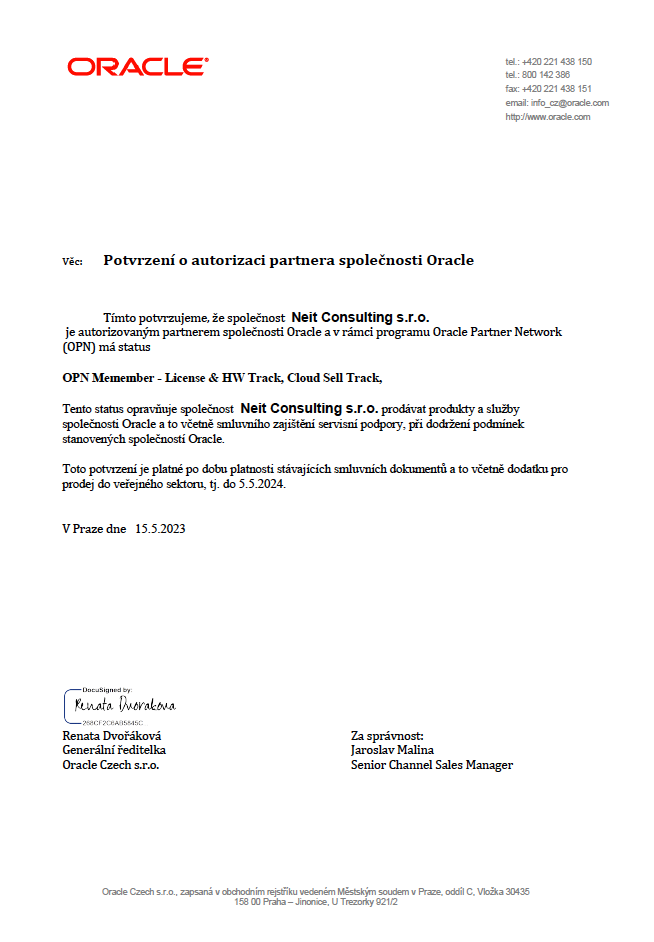 ORACLE®
tel.: +420 221 438 150
tel.: 800 142 386
fax: +420 221 438 151
email: info_cz@oracle.com
http://www.oracle.com
Věc: Potvrzení o autorizaci partnera společnosti Oracle
Tímto potvrzujeme, že společnost Neit Consulting s.r.o.
je autorizovaným partnerem společnosti Oracle a v rámci programu Oracle Partner Network
(OPN) má status
OPN Memember - License & HW Track, Cloud Sell Track,
Tento status opravňuje společnost Neit Consulting s.r.o. prodávat produkty a služby
společnosti Oracle a to včetně smluvního zajištění servisní podpory, při dodržení podmínek
stanovených společností Oracle.
Toto potvrzení je platné po dobu platnosti stávajících smluvních dokumentů a to včetně dodatku pro
prodej do veřejného sektoru, tj. do 5.5.2024.
V Praze dne 15.5.2023
DocuSigned by:
Renata Dvorakova
268CF2C6AB5845C
Renata Dvořáková
Generální ředitelka
Oracle Czech s.r.o.
Za správnost:
Jaroslav Malina
Senior Channel Sales Manager
Oracle Czech s.r.o., zapsaná v obchodním rejstříku vedeném Městským soudem v Praze, oddíl C, Vložka 30435
158 00 Praha – Jinonice, U Trezorky 921/2